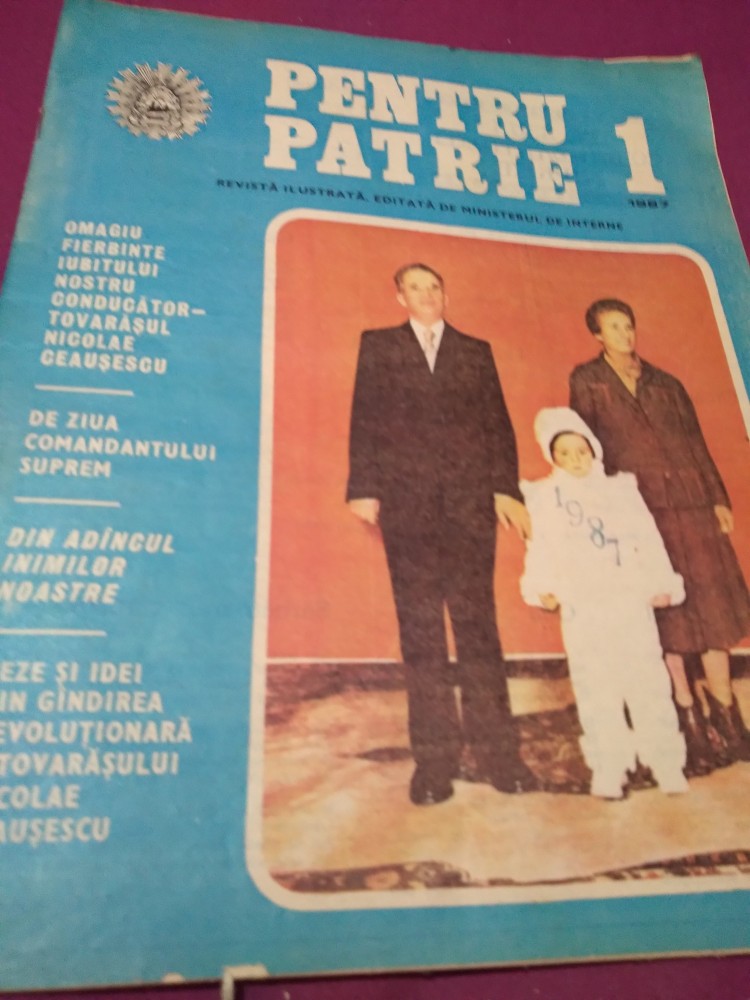 PENTRU
PATRIE 1
REVISTĂ ILUSTRATĂ, EDITATĂ DE MINISTERUL DE INTERNE
1987
OMAGIU
FIERBINTE
IUBITULUI
NOSTRU
CONDUCĂTOR—
TOVARĂȘUL
NICOLAE
CEAUȘESCU
DE ZIUA
COMANDANTULUI
SUPREM
DIN ADÎNCUL
INIMILOR
NOASTRE
EZE ȘI IDEI
IN GÎNDIREA
EVOLUȚIONARĂ
TOVARĂȘULUI
COLAE
AUȘESCU
1987